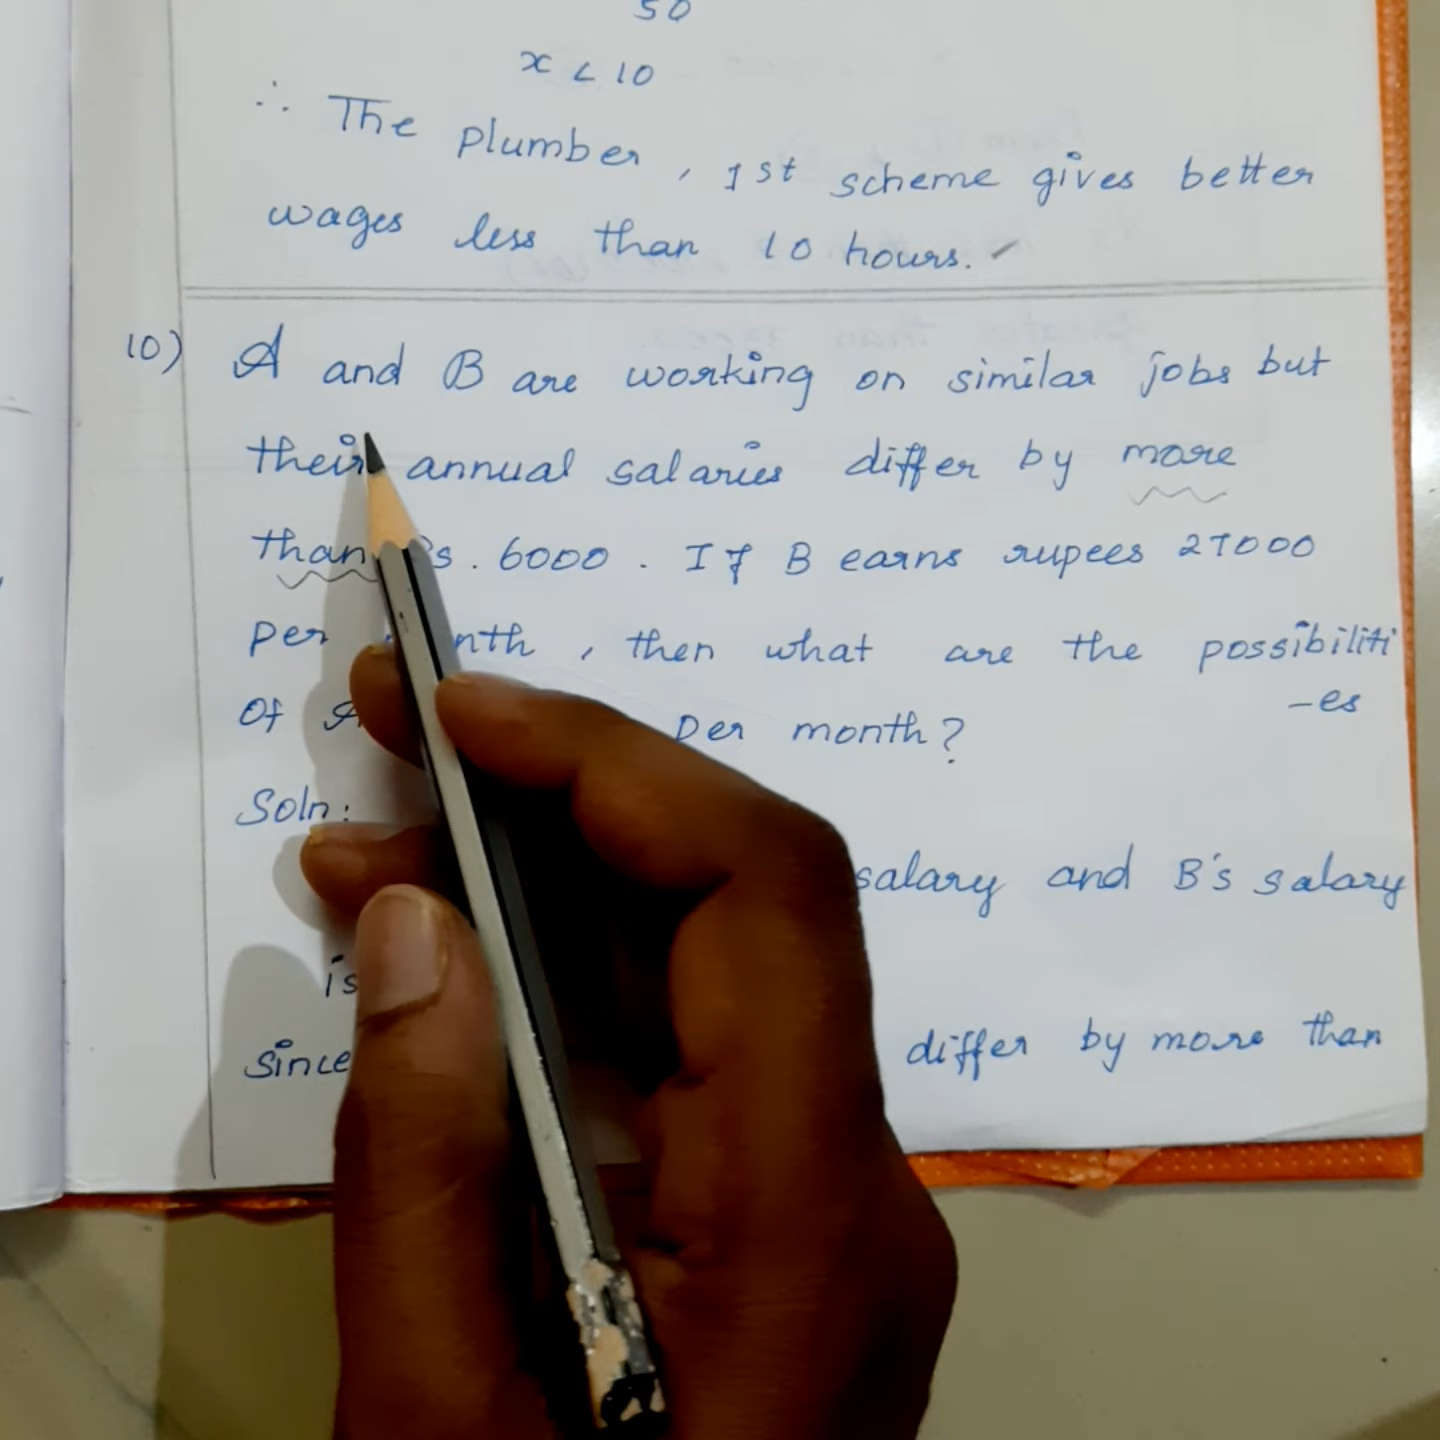 50
x < 10
∴ The plumber, 1st scheme gives better
wages less than 10 hours. ✓
10) A and B are working on similar jobs but
their annual salaries differ by more
than Rs. 6000. If B earns rupees 27000
per month, then what are the possibiliti
-es
Of A per month?
Soln:
salary and B's salary
is
since differ by more than